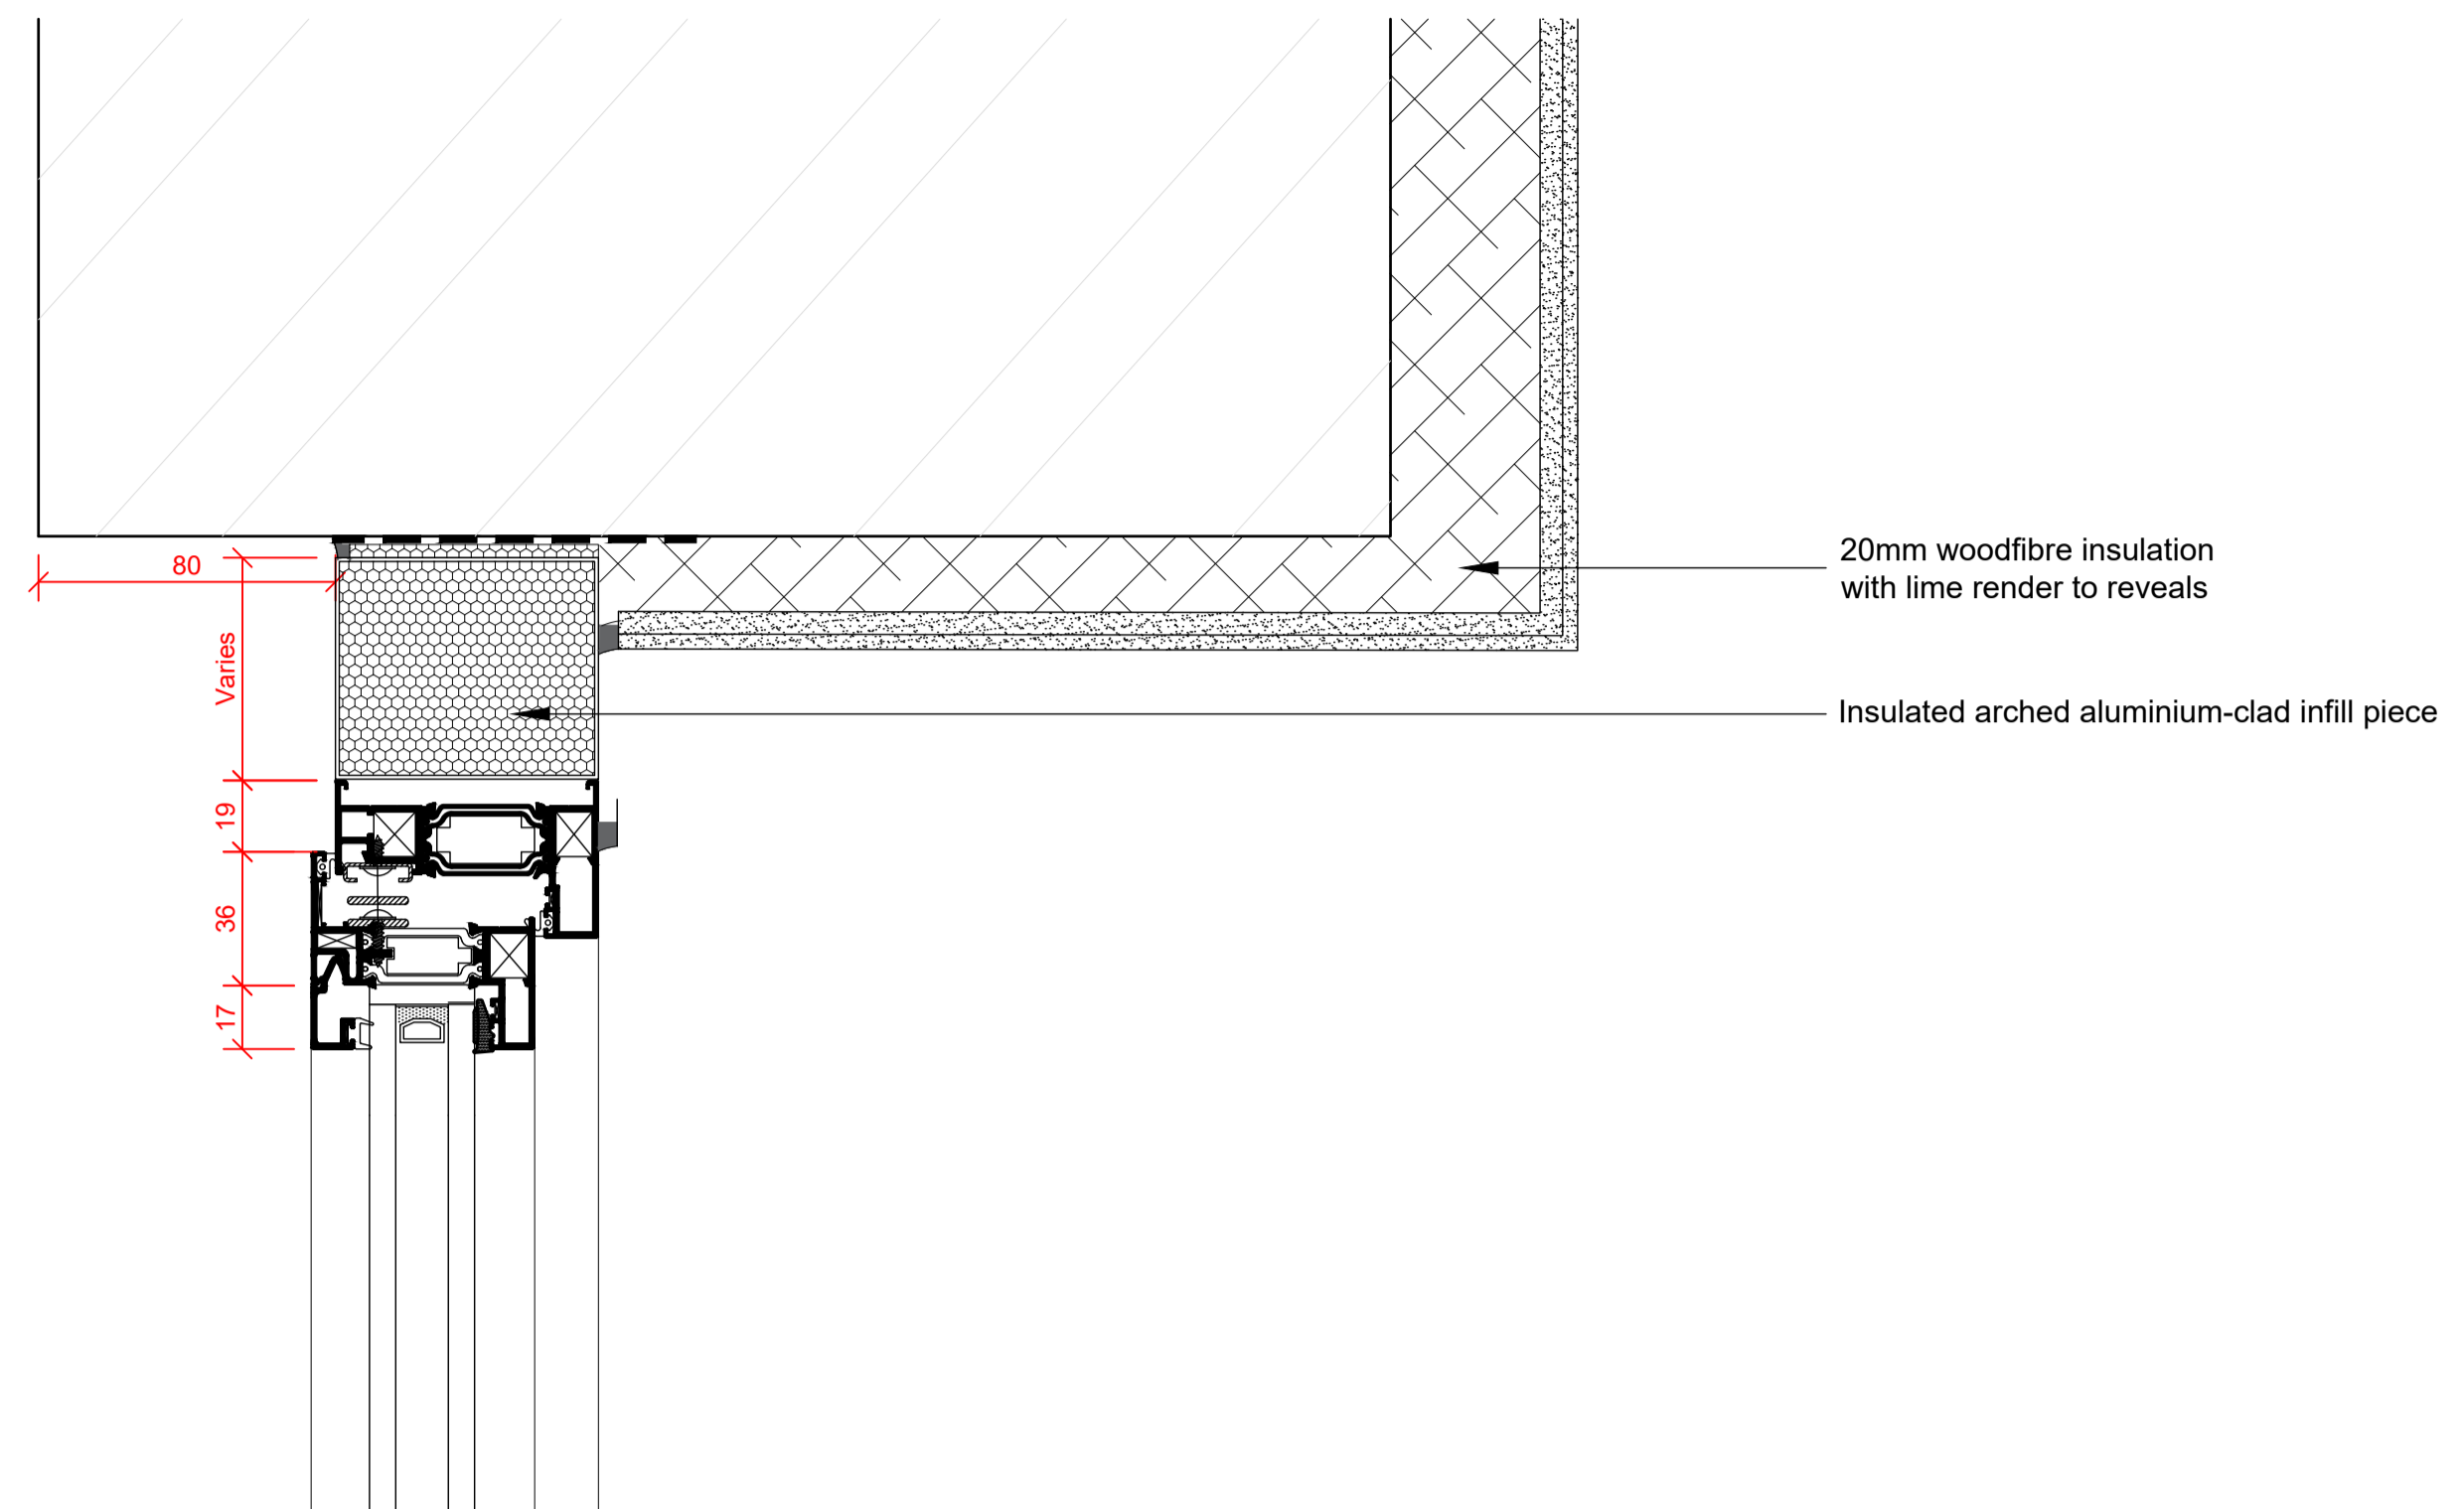 80
Varies
19
36
17
20mm woodfibre insulation
with lime render to reveals
Insulated arched aluminium-clad infill piece